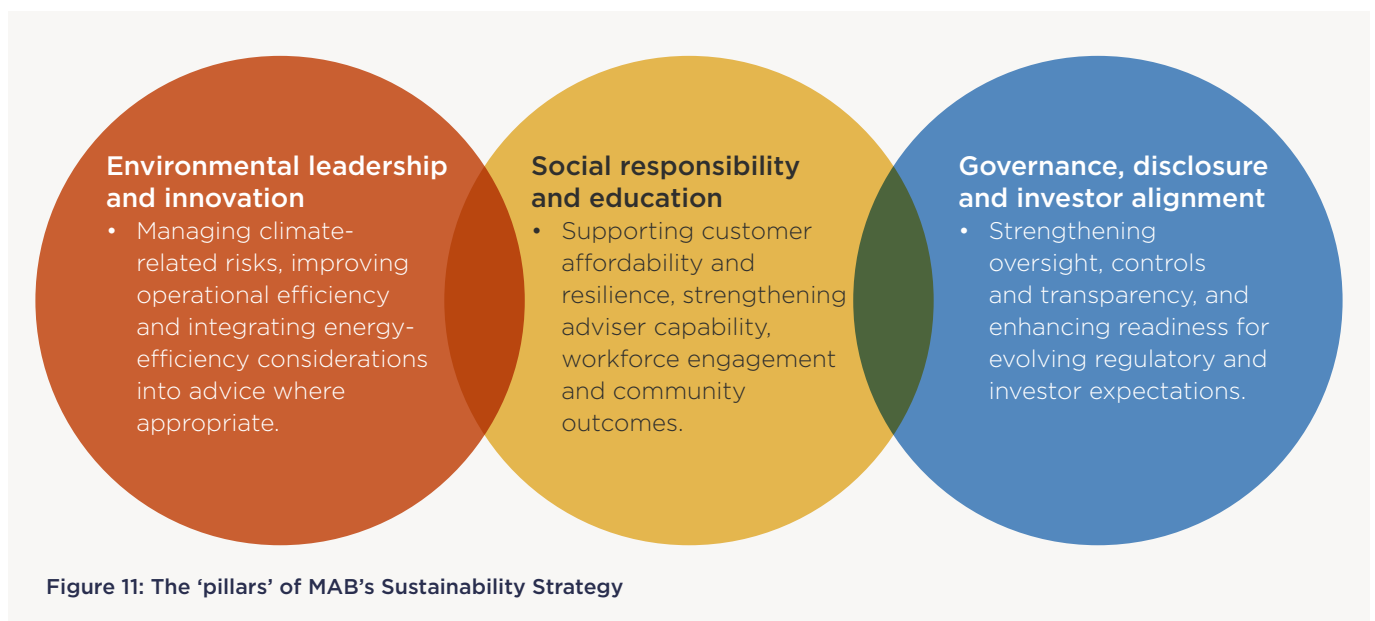 Environmental leadership
and innovation
• Managing climate-
related risks, improving
operational efficiency
and integrating energy-
efficiency considerations
into advice where
appropriate.
Social responsibility
and education
• Supporting customer
affordability and
resilience, strengthening
adviser capability,
workforce engagement
and community
outcomes.
Governance, disclosure
and investor alignment
• Strengthening
oversight, controls
and transparency, and
enhancing readiness for
evolving regulatory and
investor expectations.
Figure 11: The ‘pillars’ of MAB’s Sustainability Strategy